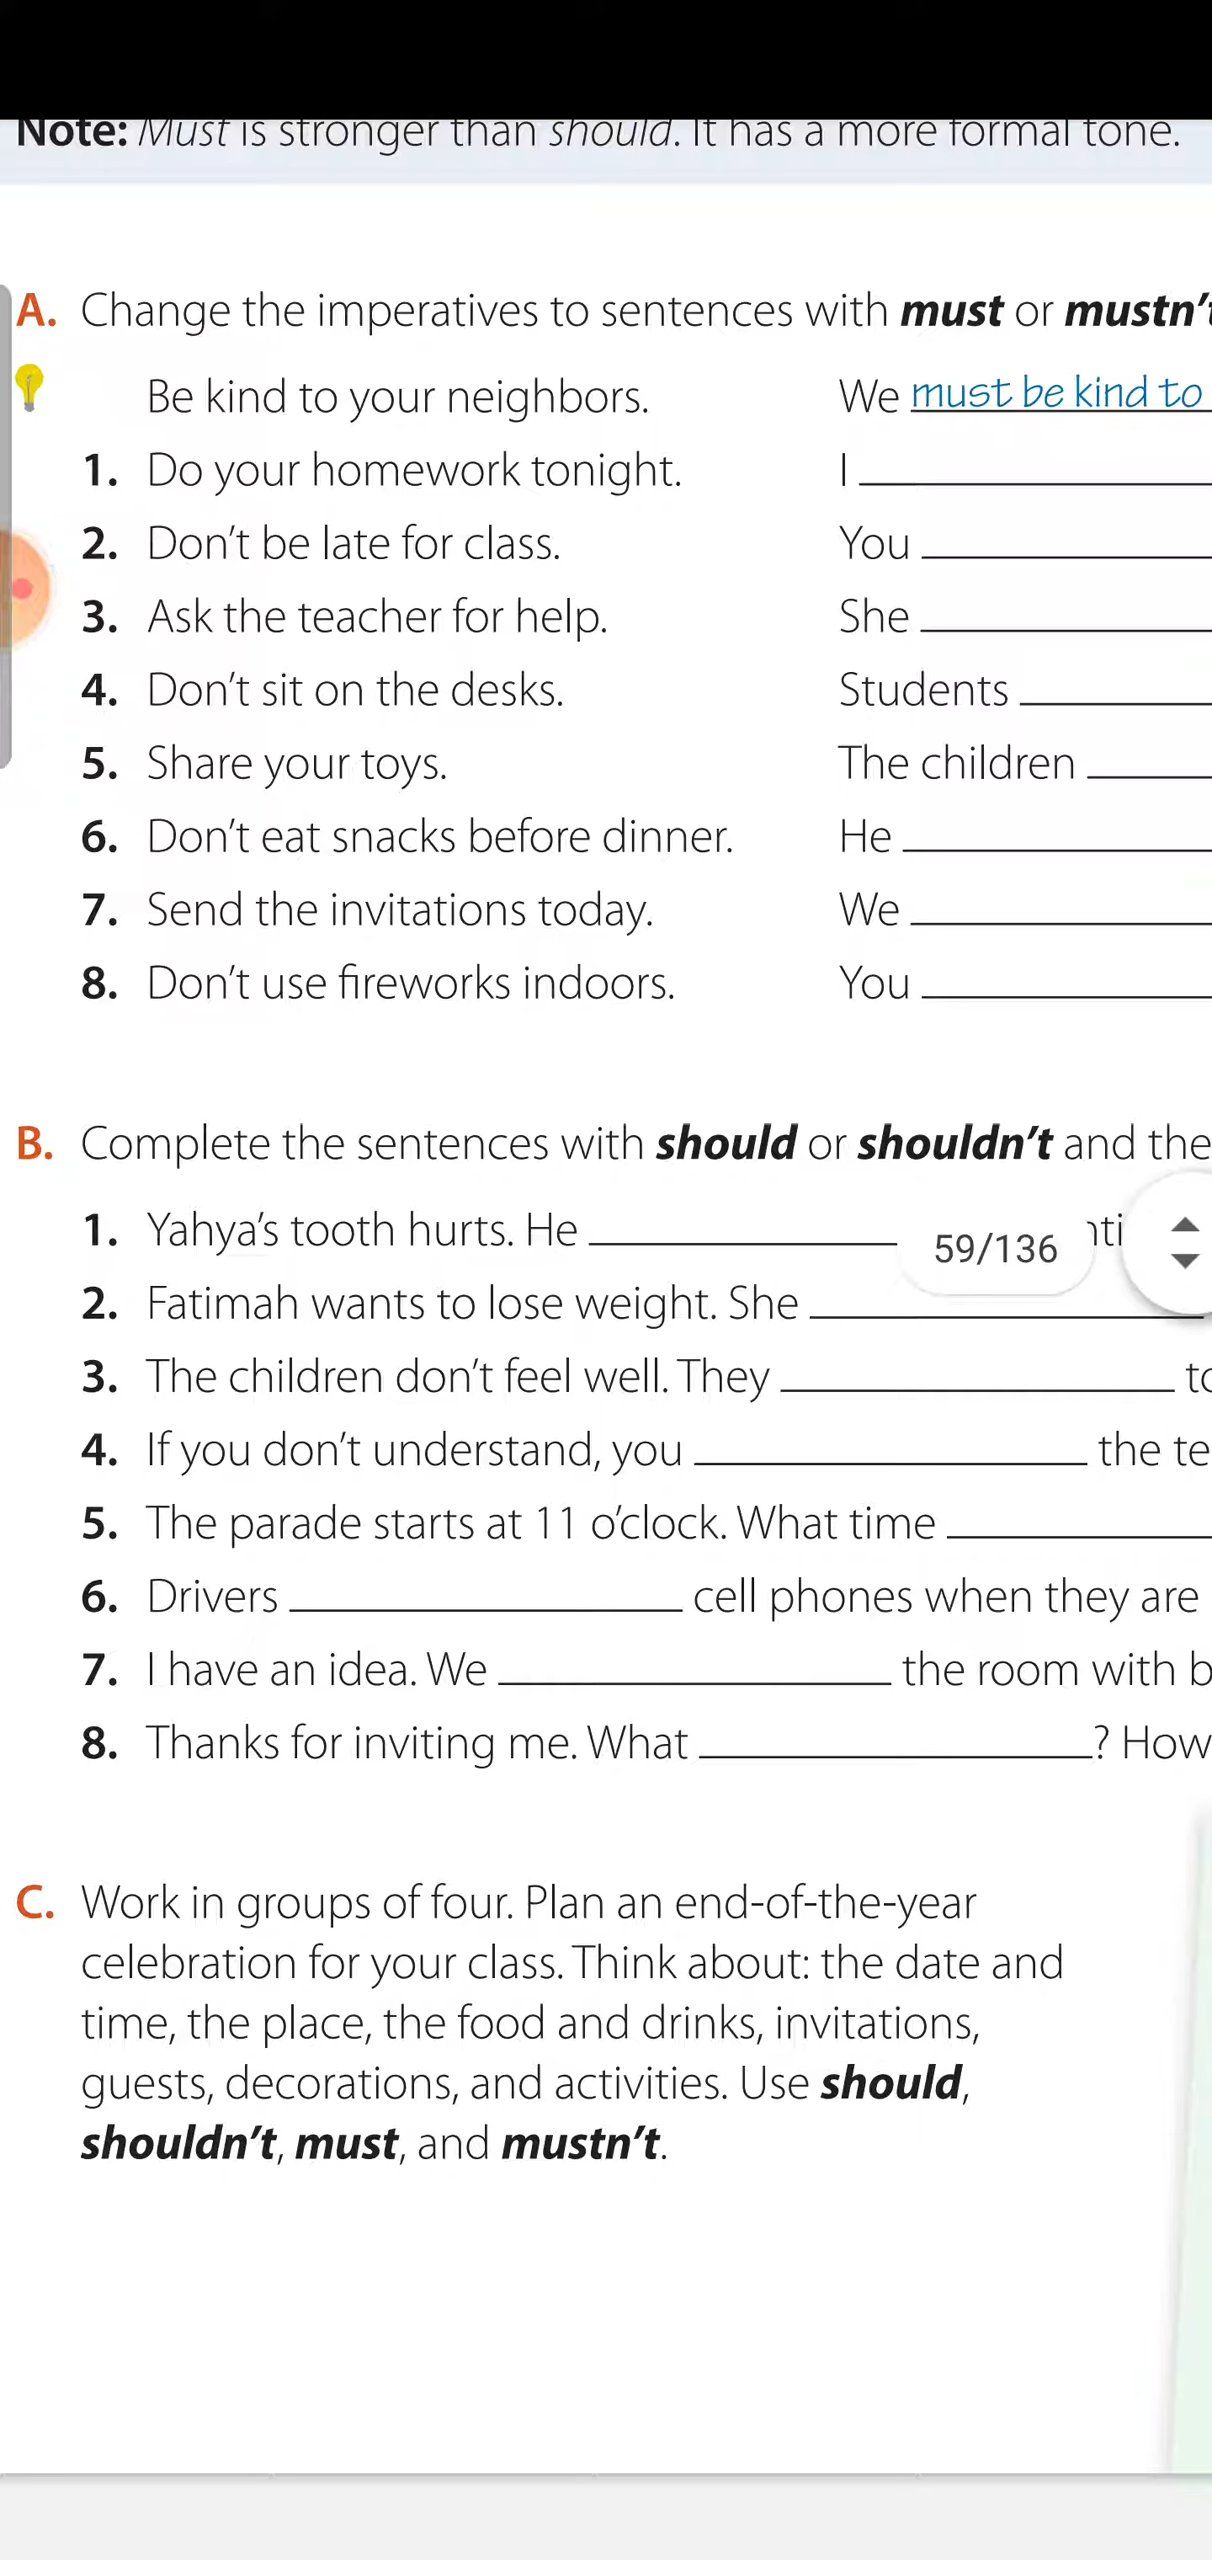 Note: Must is stronger than should. It has a more formal tone.
A. Change the imperatives to sentences with must or mustn't
Be kind to your neighbors. We must be kind to
1. Do your homework tonight. I
2. Don't be late for class. You
3. Ask the teacher for help. She
4. Don't sit on the desks. Students
5. Share your toys. The children
6. Don't eat snacks before dinner. He
7. Send the invitations today. We
8. Don't use fireworks indoors. You
B. Complete the sentences with should or shouldn't and the
1. Yahya's tooth hurts. He
59/136
2. Fatimah wants to lose weight. She
3. The children don't feel well. They
4. If you don't understand, you the
5. The parade starts at 11 o'clock. What time
6. Drivers cell phones when they are
7. I have an idea. We the room with
8. Thanks for inviting me. What ? How
C. Work in groups of four. Plan an end-of-the-year
celebration for your class. Think about: the date and
time, the place, the food and drinks, invitations,
guests, decorations, and activities. Use should,
shouldn't, must, and mustn't.